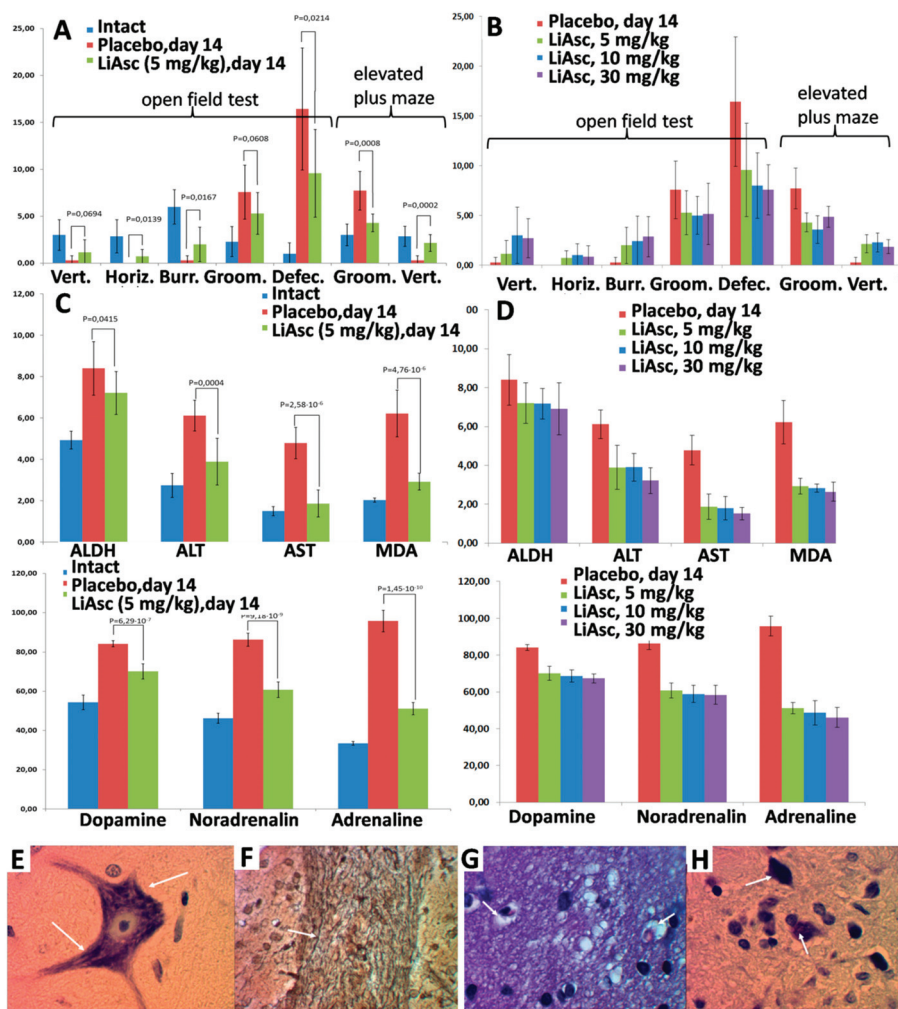 A
Intact
Placebo,day 14
LiAsc (5 mg/kg),day 14
P=0,0214
open field test
elevated
plus maze
P=0,0694
P=0,0139
P=0,0167
P=0,0608
P=0,0008
P=0,0002
30,00
25,00
20,00
15,00
10,00
5,00
0,00
Vert. Horiz. Burr. Groom. Defec. Groom. Vert.
B
Placebo, day 14
LiAsc, 5 mg/kg
LiAsc, 10 mg/kg
LiAsc, 30 mg/kg
open field test
elevated
plus maze
25,00
20,00
15,00
10,00
5,00
0,00
Vert. Horiz. Burr. Groom. Defec. Groom. Vert.
C
Intact
Placebo,day 14
LiAsc (5 mg/kg),day 14
P=0,0415
P=0,0004
P=2,58·10⁻⁶
P=4,76·10⁻⁶
12,00
10,00
8,00
6,00
4,00
2,00
0,00
ALDH ALT AST MDA
D
Placebo, day 14
LiAsc, 5 mg/kg
LiAsc, 10 mg/kg
LiAsc, 30 mg/kg
00
0,00
8,00
6,00
4,00
2,00
0,00
ALDH ALT AST MDA
Intact
Placebo,day 14
LiAsc (5 mg/kg),day 14
P=6,29·10⁻⁷
P=9,18·10⁻⁹
P=1,45·10⁻¹⁰
120,00
100,00
80,00
60,00
40,00
20,00
00,00
Dopamine Noradrenalin Adrenaline
Placebo, day 14
LiAsc, 5 mg/kg
LiAsc, 10 mg/kg
LiAsc, 30 mg/kg
120,00
100,00
80,00
60,00
40,00
20,00
00,00
Dopamine Noradrenalin Adrenaline
E
F
G
H